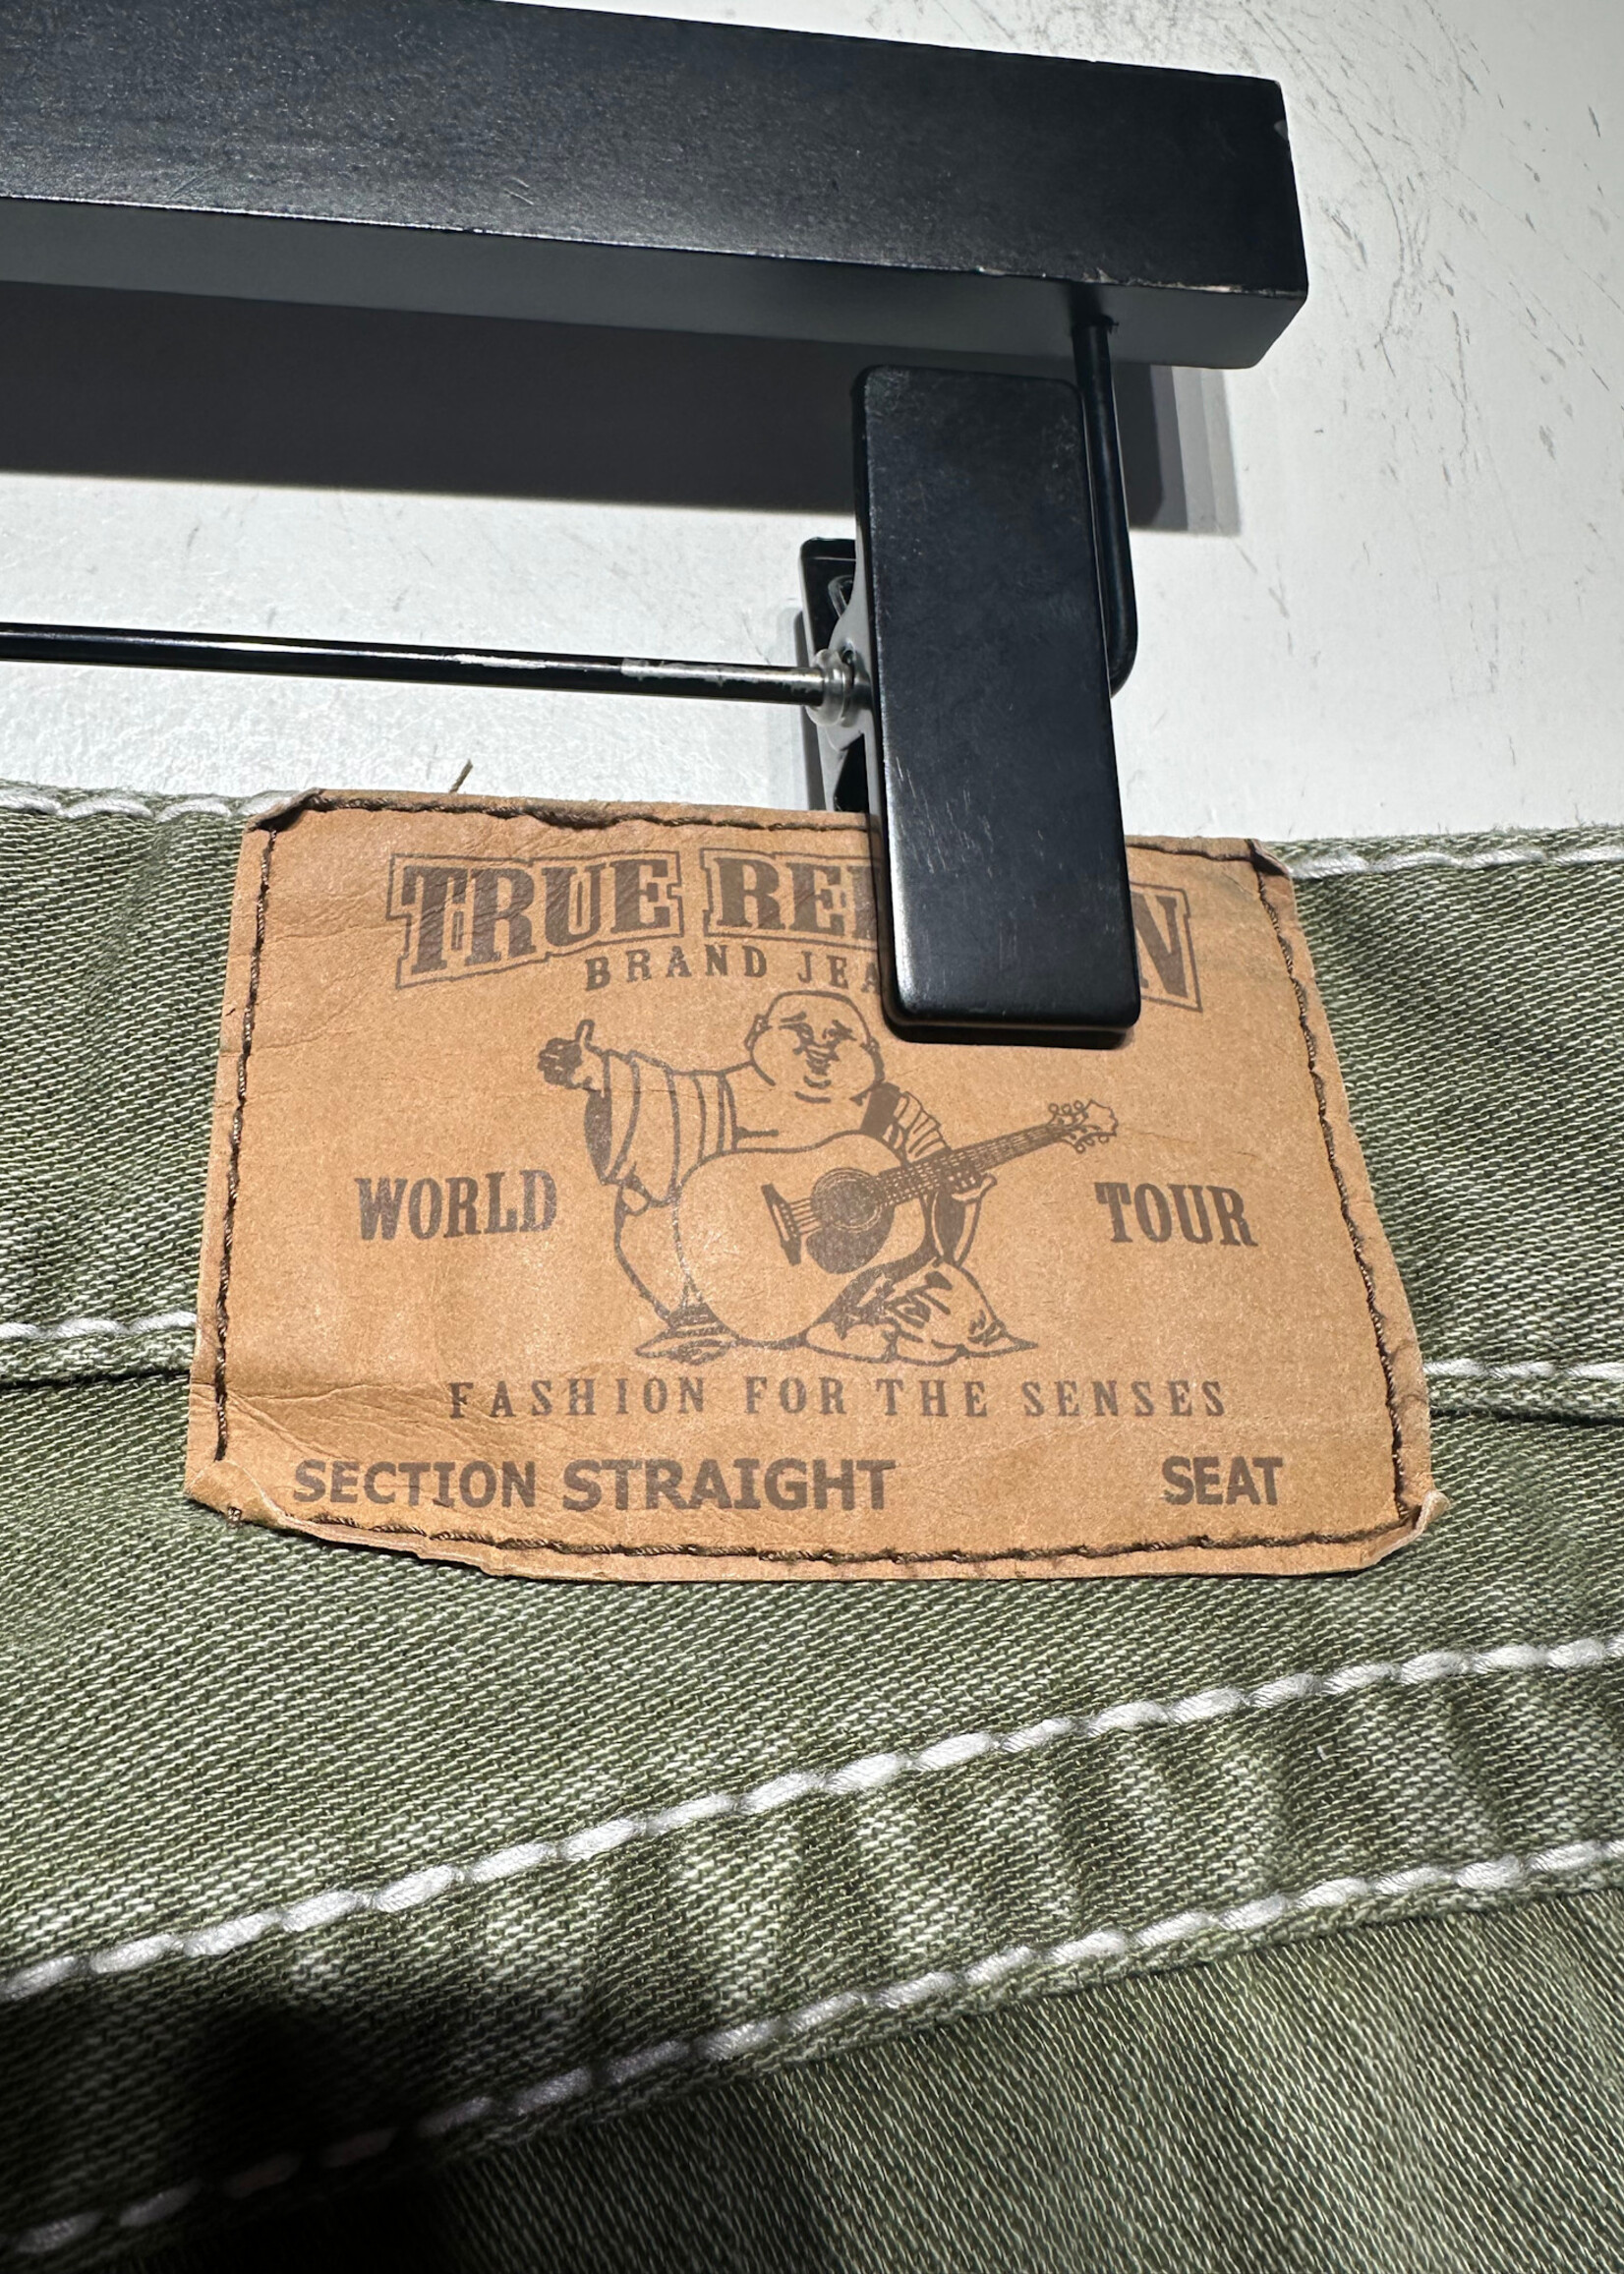 TRUE
BRAND
WORLD TOUR
FASHION FOR THE SENSES
SECTION STRAIGHT SEAT